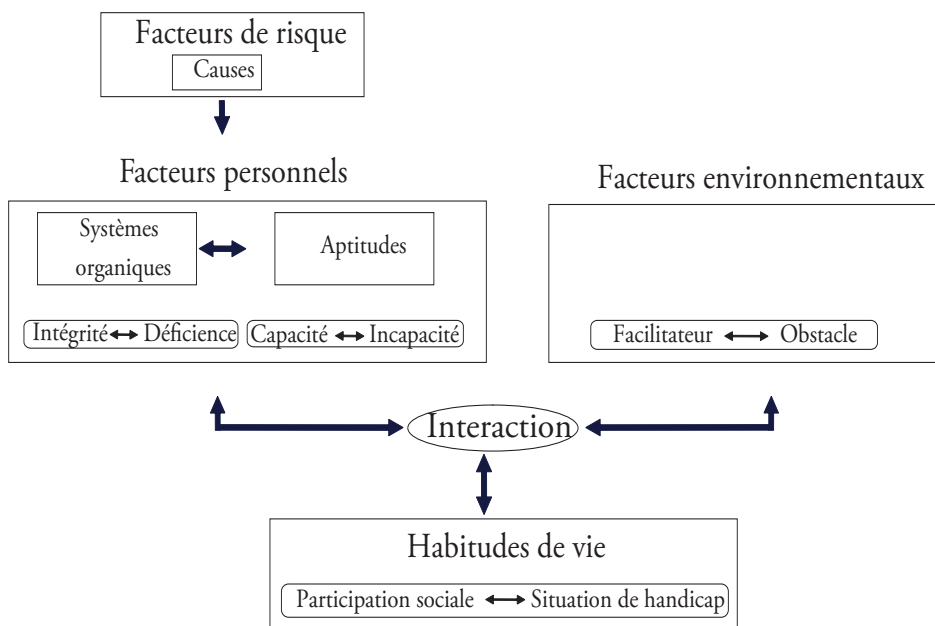 Facteurs de risque
Causes
Facteurs personnels
Facteurs environnementaux
Systèmes
organiques
Aptitudes
Intégrité Déficience
Capacité Incapacité
Facilitateur Obstacle
Interaction
Habitudes de vie
Participation sociale Situation de handicap